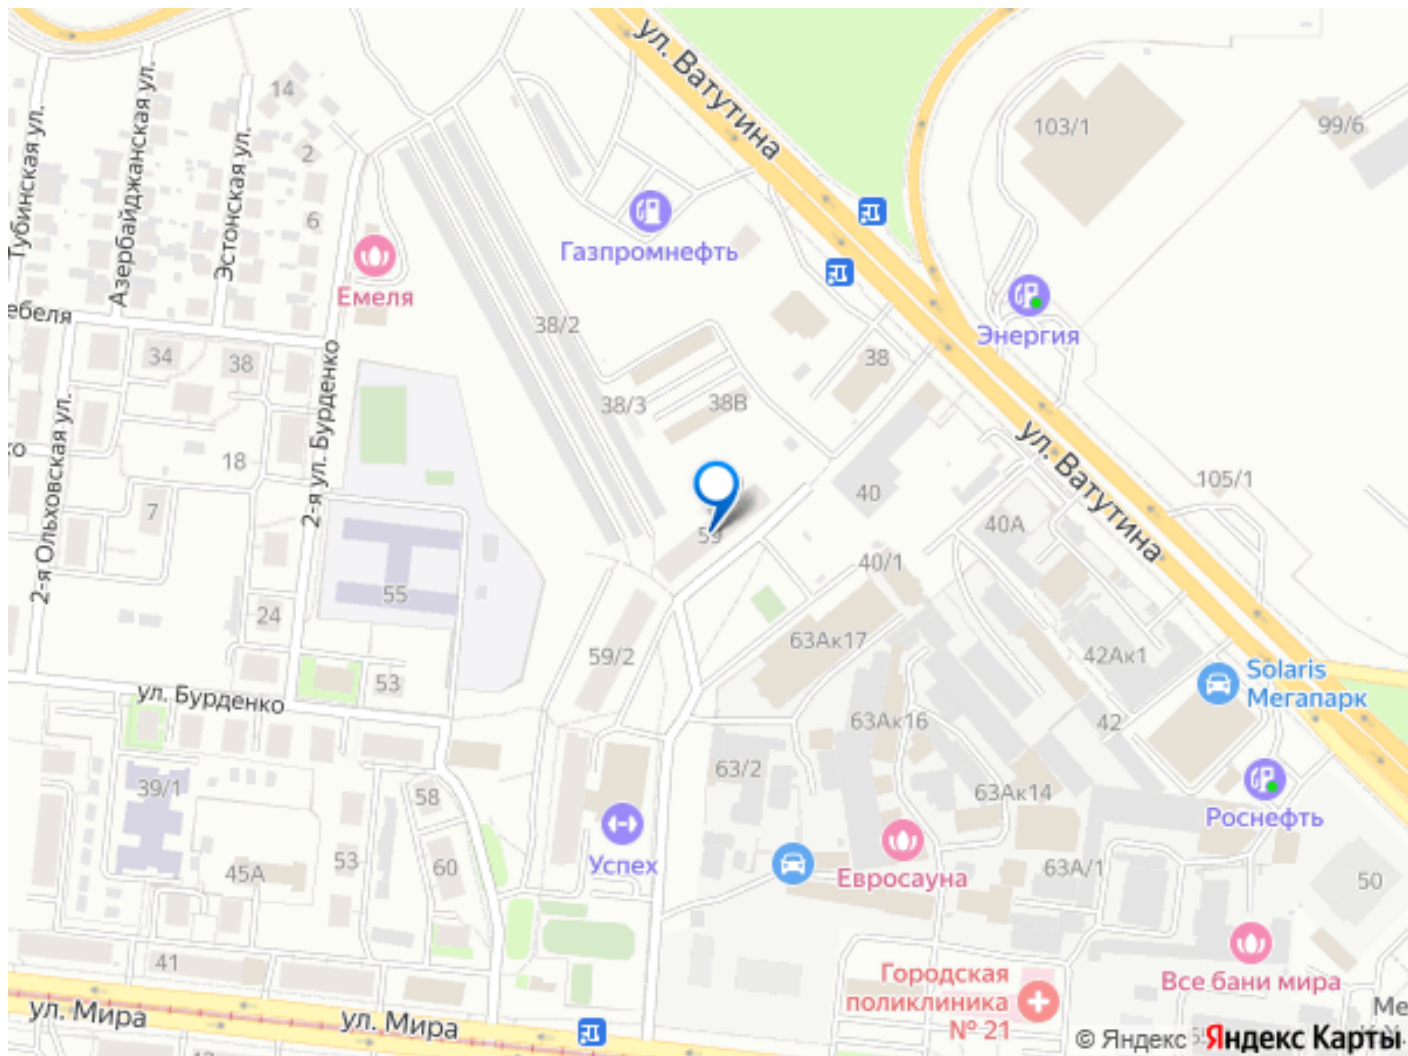 ул. Ватутина
14
103/1
99/6
Губинская ул.
Азербайджанская ул.
Эстонская ул.
2
6
Газпромнефть
Емеля
Энергия
ебеля
38/2
34
38
38
2-я ул. Бурденко
38/3
38В
2-я Ольховская ул.
ко
18
7
ул. Ватутина
105/1
40
40А
59
40/1
55
24
63Ак17
59/2
42Ак1
53
Solaris
Мегапарк
ул. Бурденко
63Ак16
42
63/2
39/1
58
63Ак14
Роснефть
Успех
53
45А
60
Евросауна
63А/1
50
41
Городская
поликлиника
№ 21
Все бани мира
Ме
ул. Мира
ул. Мира
© Яндекс Яндекс Карты